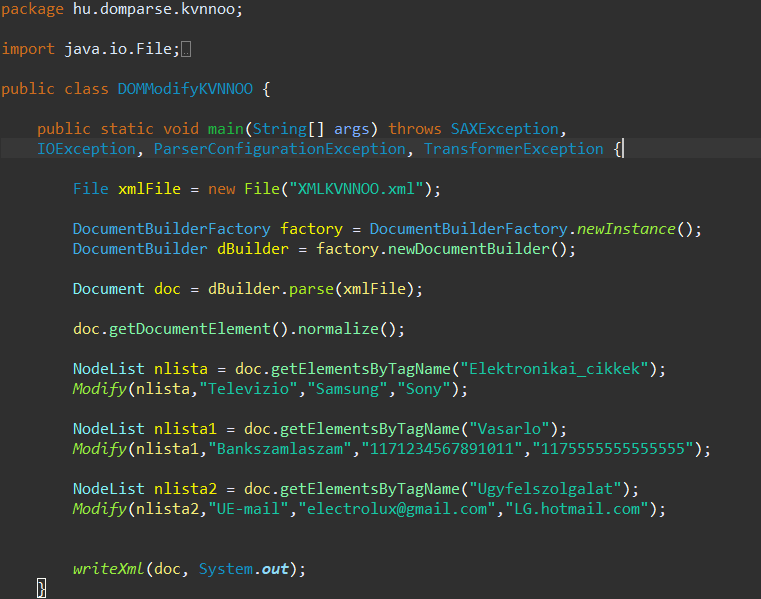 package hu.domparse.kvnnoo;
import java.io.File;
public class DOMModifyKVNNOO {
public static void main(String[] args) throws SAXException,
IOException, ParserConfigurationException, TransformerException {
File xmlFile = new File("XMLKVNNOO.xml");
DocumentBuilderFactory factory = DocumentBuilderFactory.newInstance();
DocumentBuilder dBuilder = factory.newDocumentBuilder();
Document doc = dBuilder.parse(xmlFile);
doc.getDocumentElement().normalize();
NodeList nlista = doc.getElementsByTagName("Elektronikai_cikkek");
Modify(nlista,"Televizio","Samsung","Sony");
NodeList nlista1 = doc.getElementsByTagName("Vasarlo");
Modify(nlista1,"Bankszamlaszam","1171234567891011","1175555555555555");
NodeList nlista2 = doc.getElementsByTagName("Ugyfelszolgalat");
Modify(nlista2,"UE-mail","electrolux@gmail.com","LG.hotmail.com");
writeXml(doc, System.out);
}